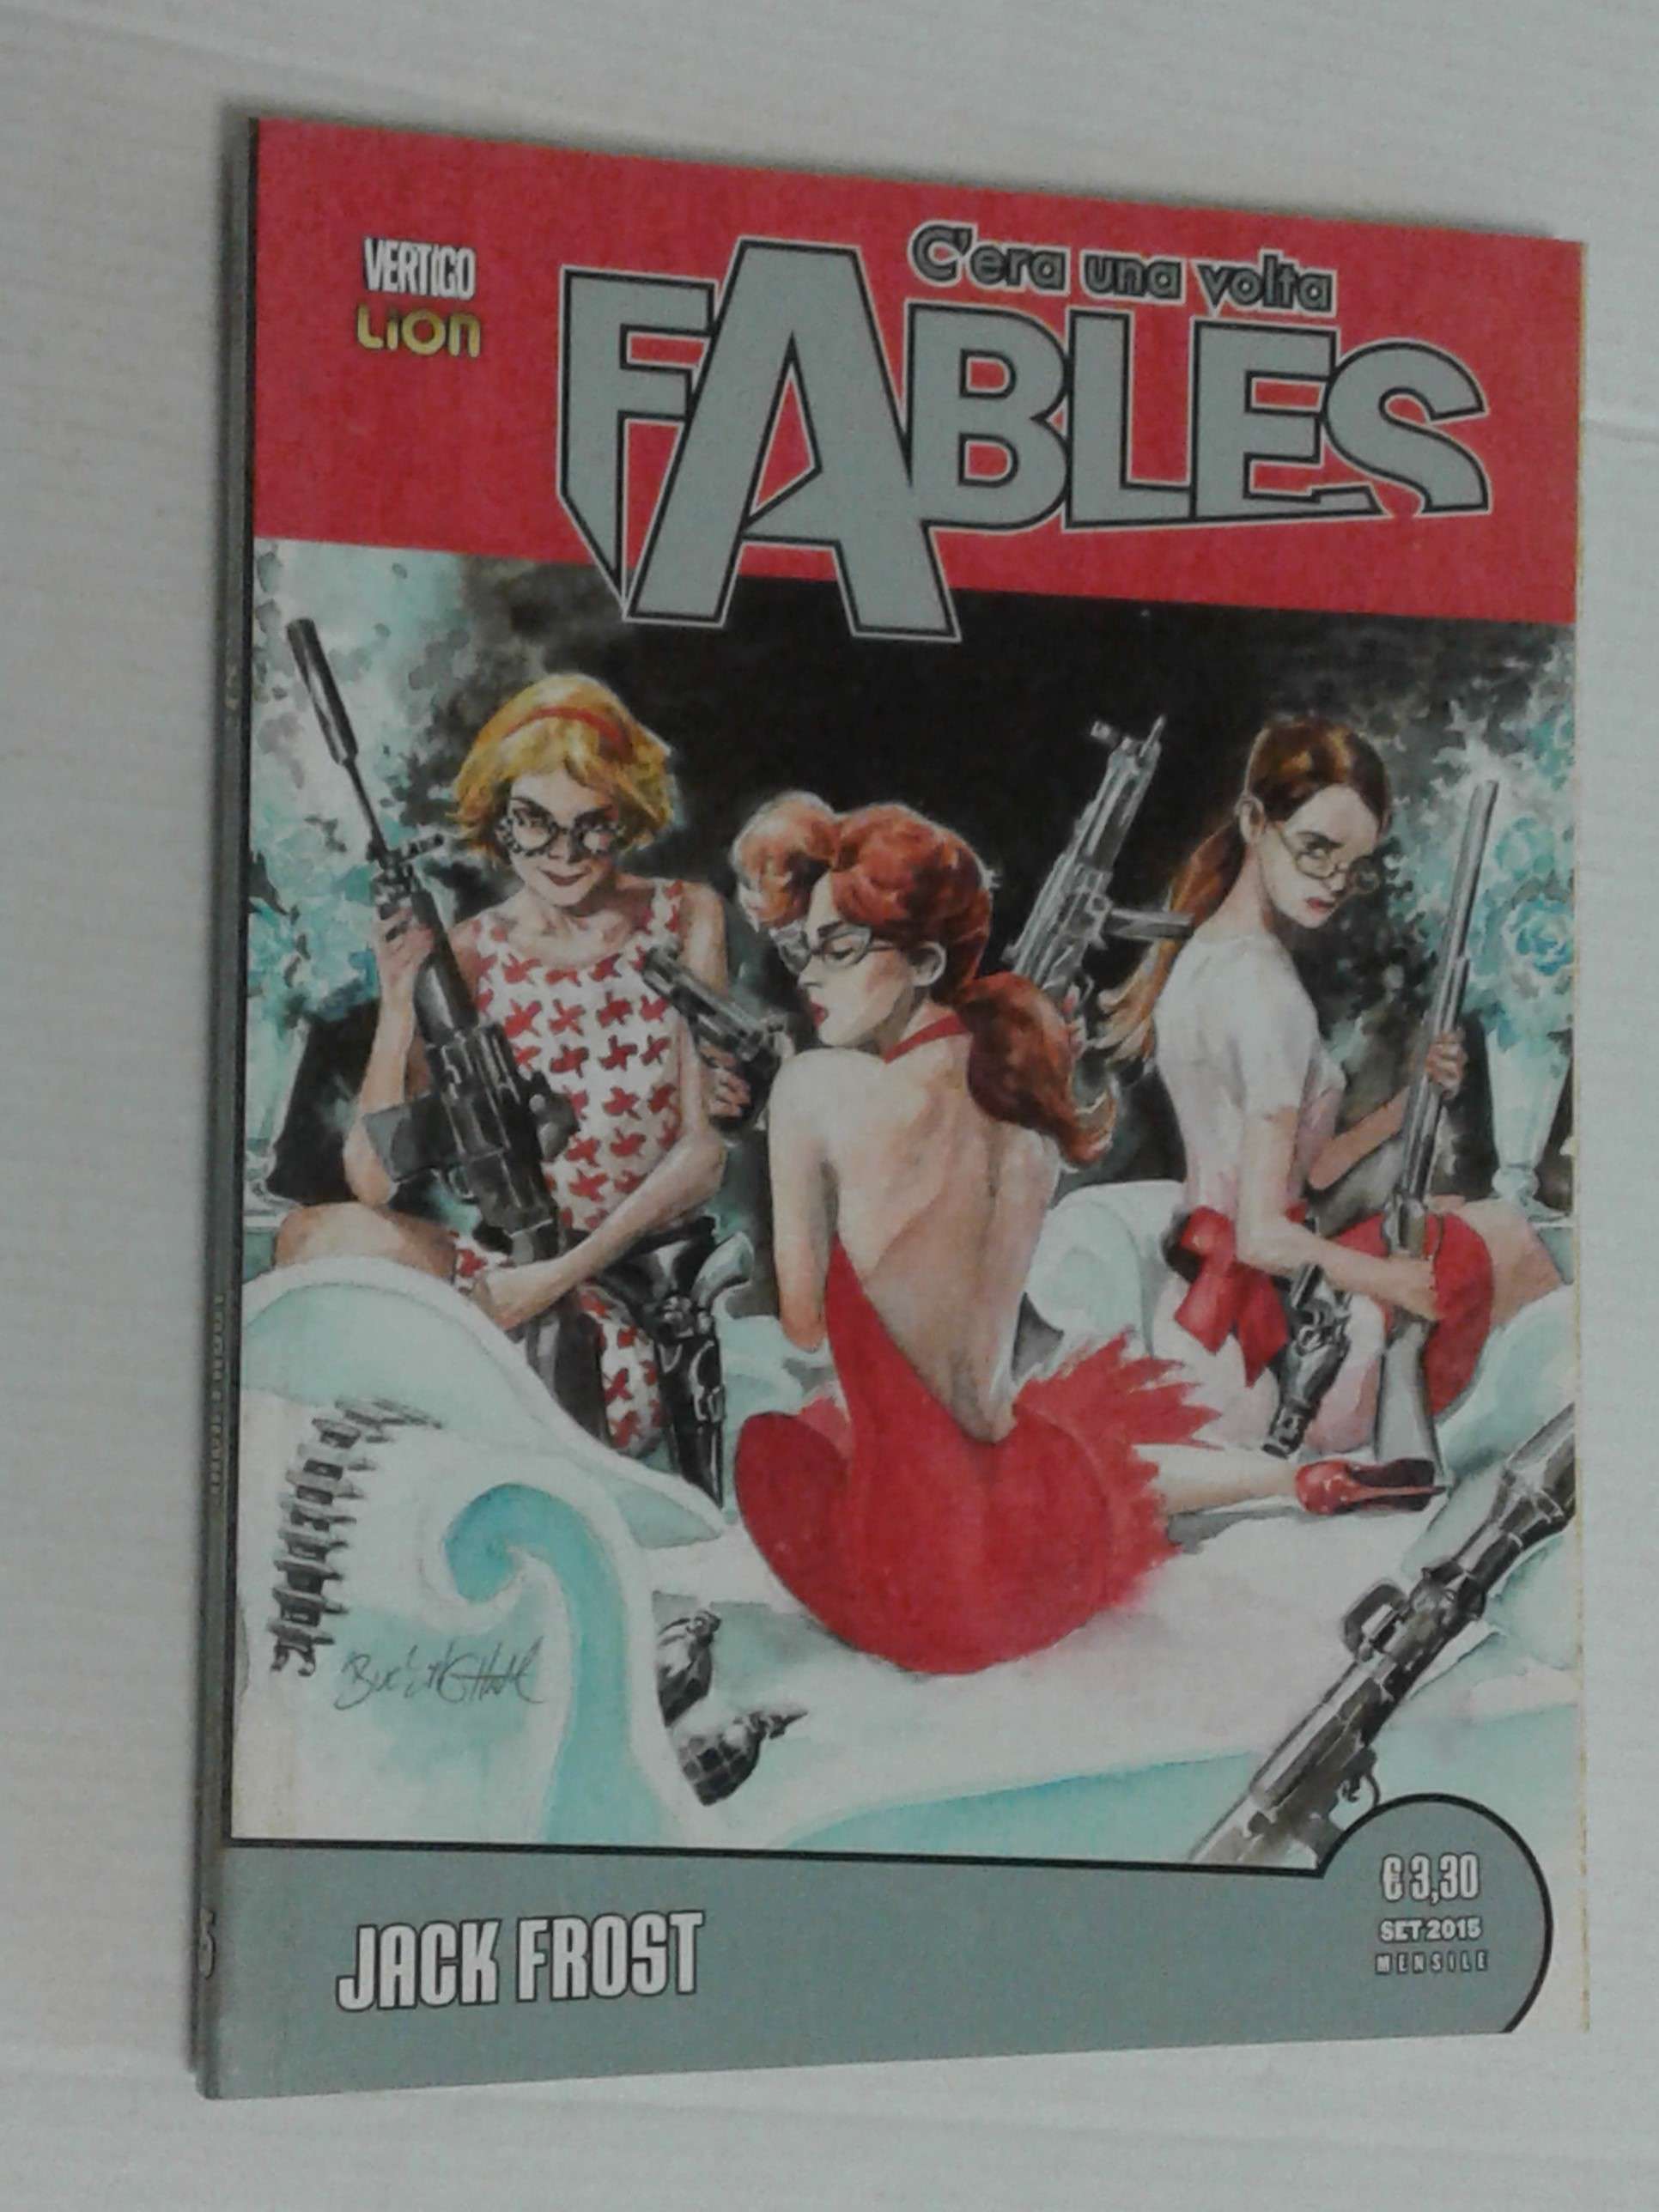 VERTIGO
LION
C'era una volta
FABLES
JACK FROST
€ 3,30
SET 2015
MENSILE